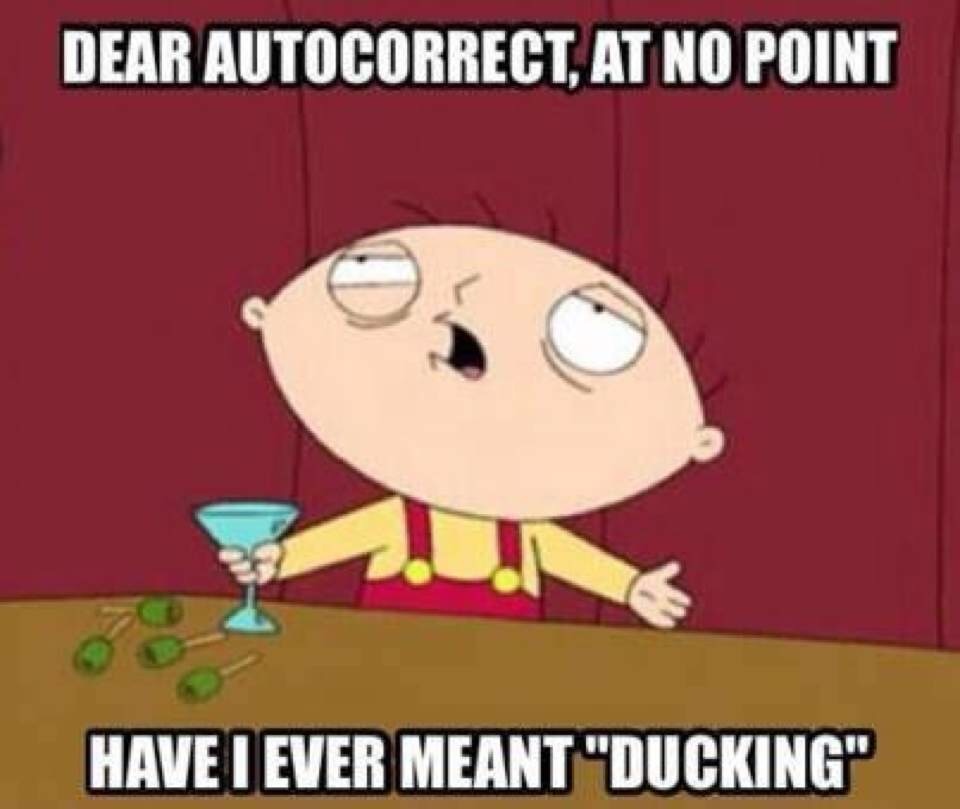 DEAR AUTOCORRECT, AT NO POINT
HAVE I EVER MEANT "DUCKING"